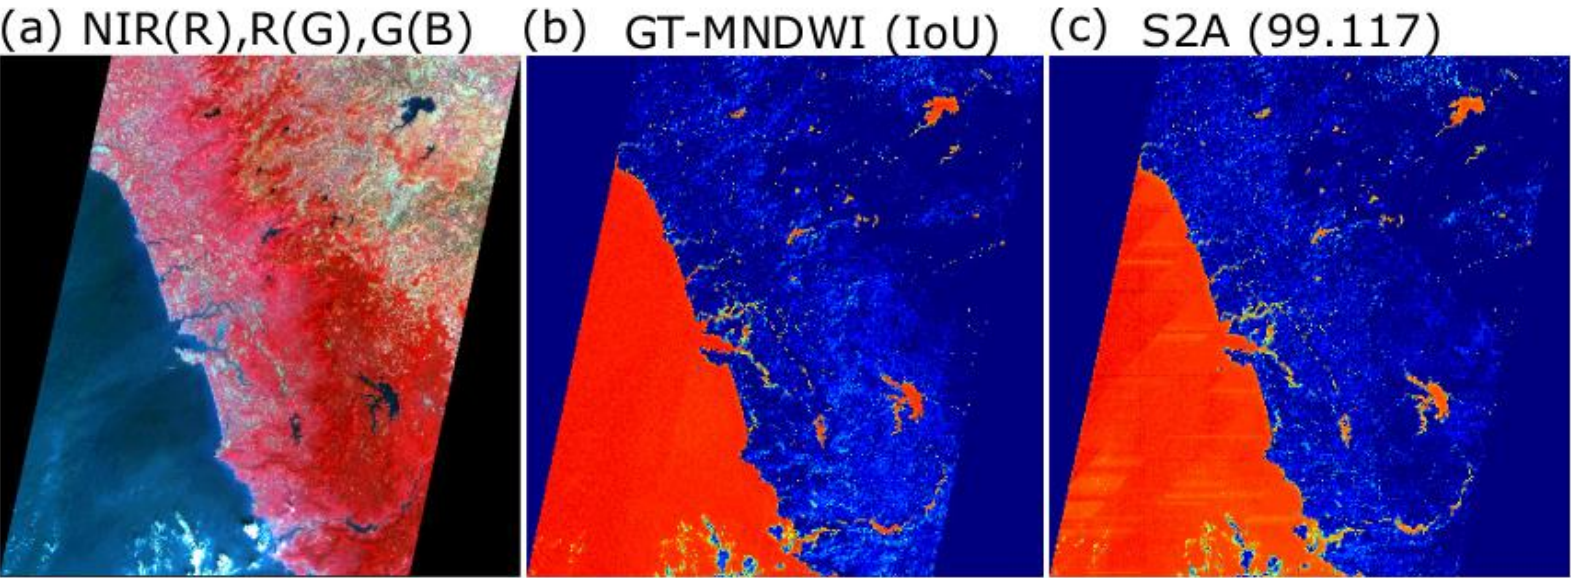 (a) NIR(R),R(G),G(B)
(b) GT-MNDWI (IoU)
(c) S2A (99.117)